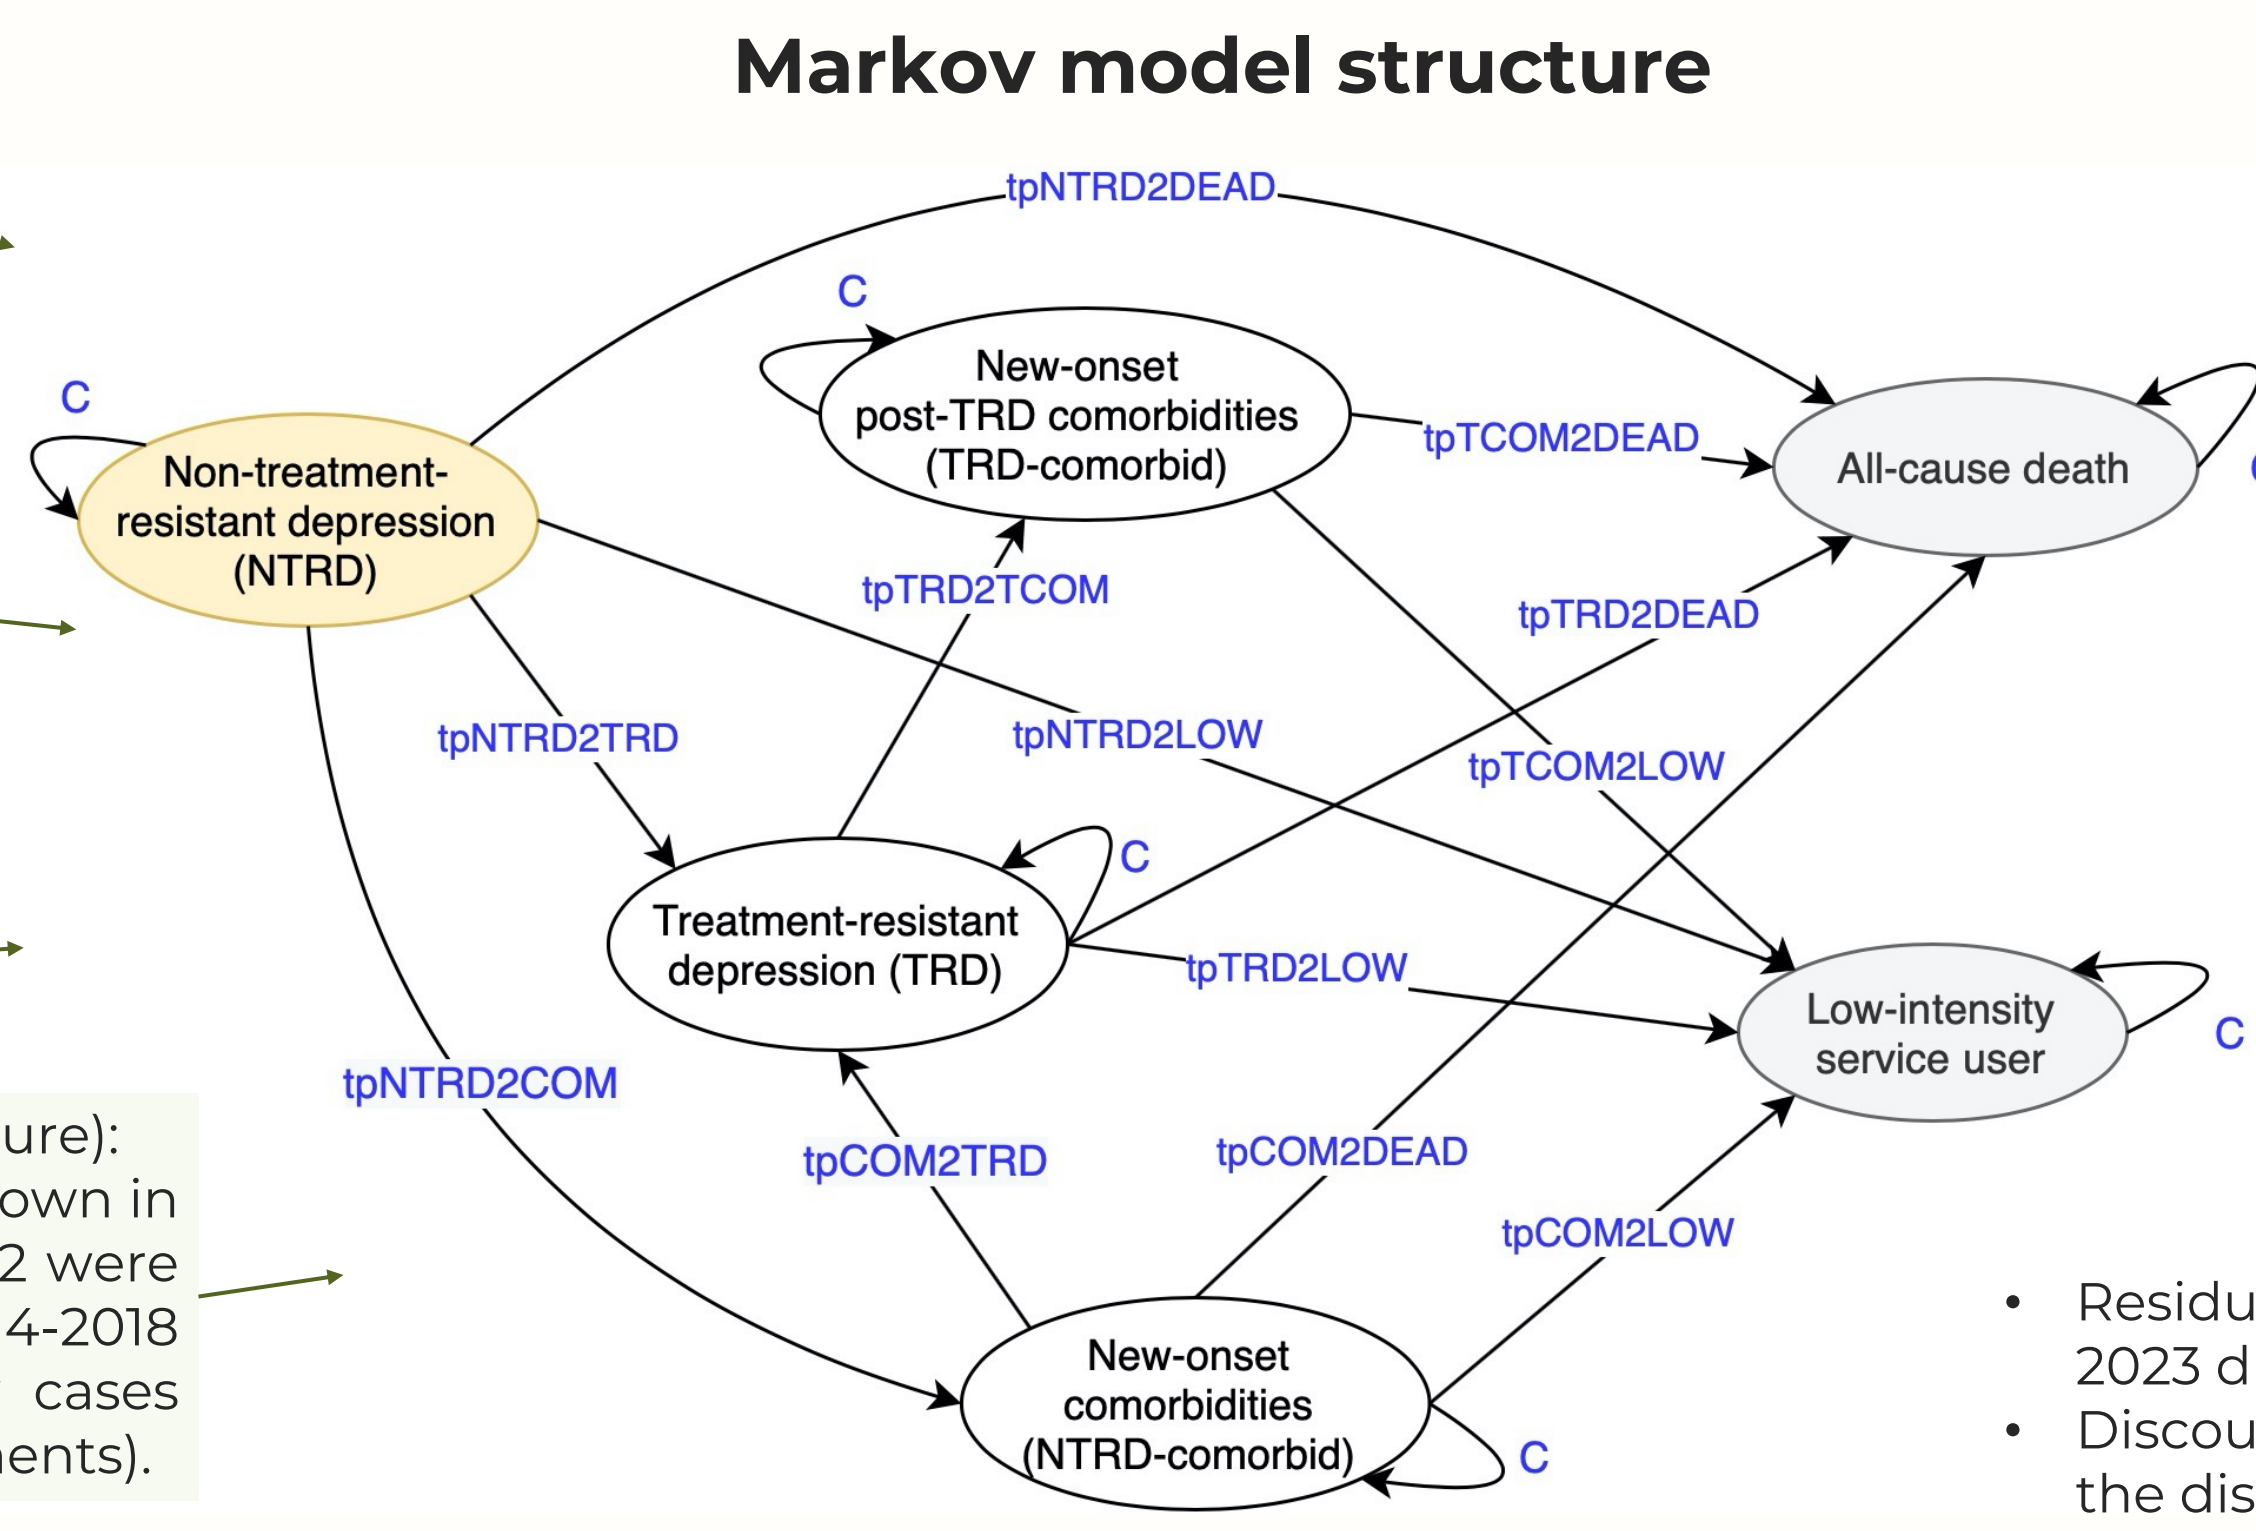 Markov model structure
tpNTRD2DEAD
C
New-onset
post-TRD comorbidities
(TRD-comorbid)
tpTCOM2DEAD
All-cause death
C
Non-treatment-
resistant depression
(NTRD)
tpTRD2TCOM
tpTRD2DEAD
tpNTRD2TRD
tpNTRD2LOW
tpTCOM2LOW
C
Treatment-resistant
depression (TRD)
tpTRD2LOW
Low-intensity
service user
C
tpNTRD2COM
tpCOM2TRD
tpCOM2DEAD
tpCOM2LOW
New-onset
comorbidities
(NTRD-comorbid)
C
ure):
own in
2 were
4-2018
cases
ents).
• Residu
2023 d
• Discou
the dis